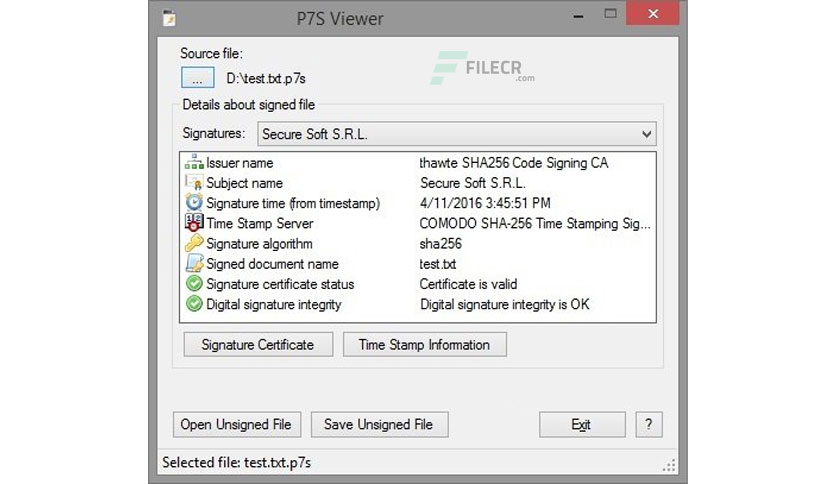 P7S Viewer
Source file:
FILECR
.com
... D:\test.txt.p7s
Details about signed file
Signatures: Secure Soft S.R.L.
Issuer name thawte SHA256 Code Signing CA
Subject name Secure Soft S.R.L.
Signature time (from timestamp) 4/11/2016 3:45:51 PM
Time Stamp Server COMODO SHA-256 Time Stamping Sig...
Signature algorithm sha256
Signed document name test.txt
Signature certificate status Certificate is valid
Digital signature integrity Digital signature integrity is OK
Signature Certificate Time Stamp Information
Open Unsigned File Save Unsigned File Exit ?
Selected file: test.txt.p7s